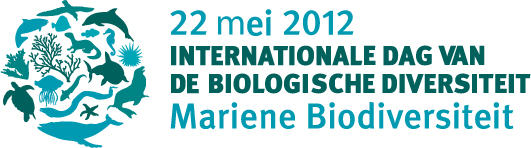 22 mei 2012
INTERNATIONALE DAG VAN
DE BIOLOGISCHE DIVERSITEIT
Mariene Biodiversiteit